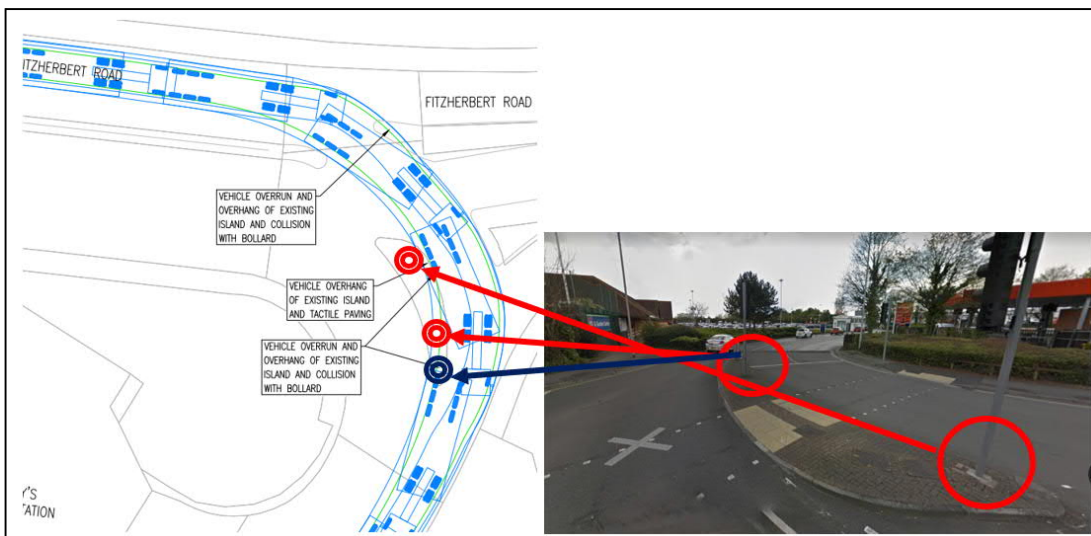 ITZHERBERT ROAD
FITZHERBERT ROAD
VEHICLE OVERRUN AND
OVERHANG OF EXISTING
ISLAND AND COLLISION
WITH BOLLARD
VEHICLE OVERHANG
OF EXISTING ISLAND
AND TACTILE PAVING
VEHICLE OVERRUN AND
OVERHANG OF EXISTING
ISLAND AND COLLISION
WITH BOLLARD
Y'S
TATION